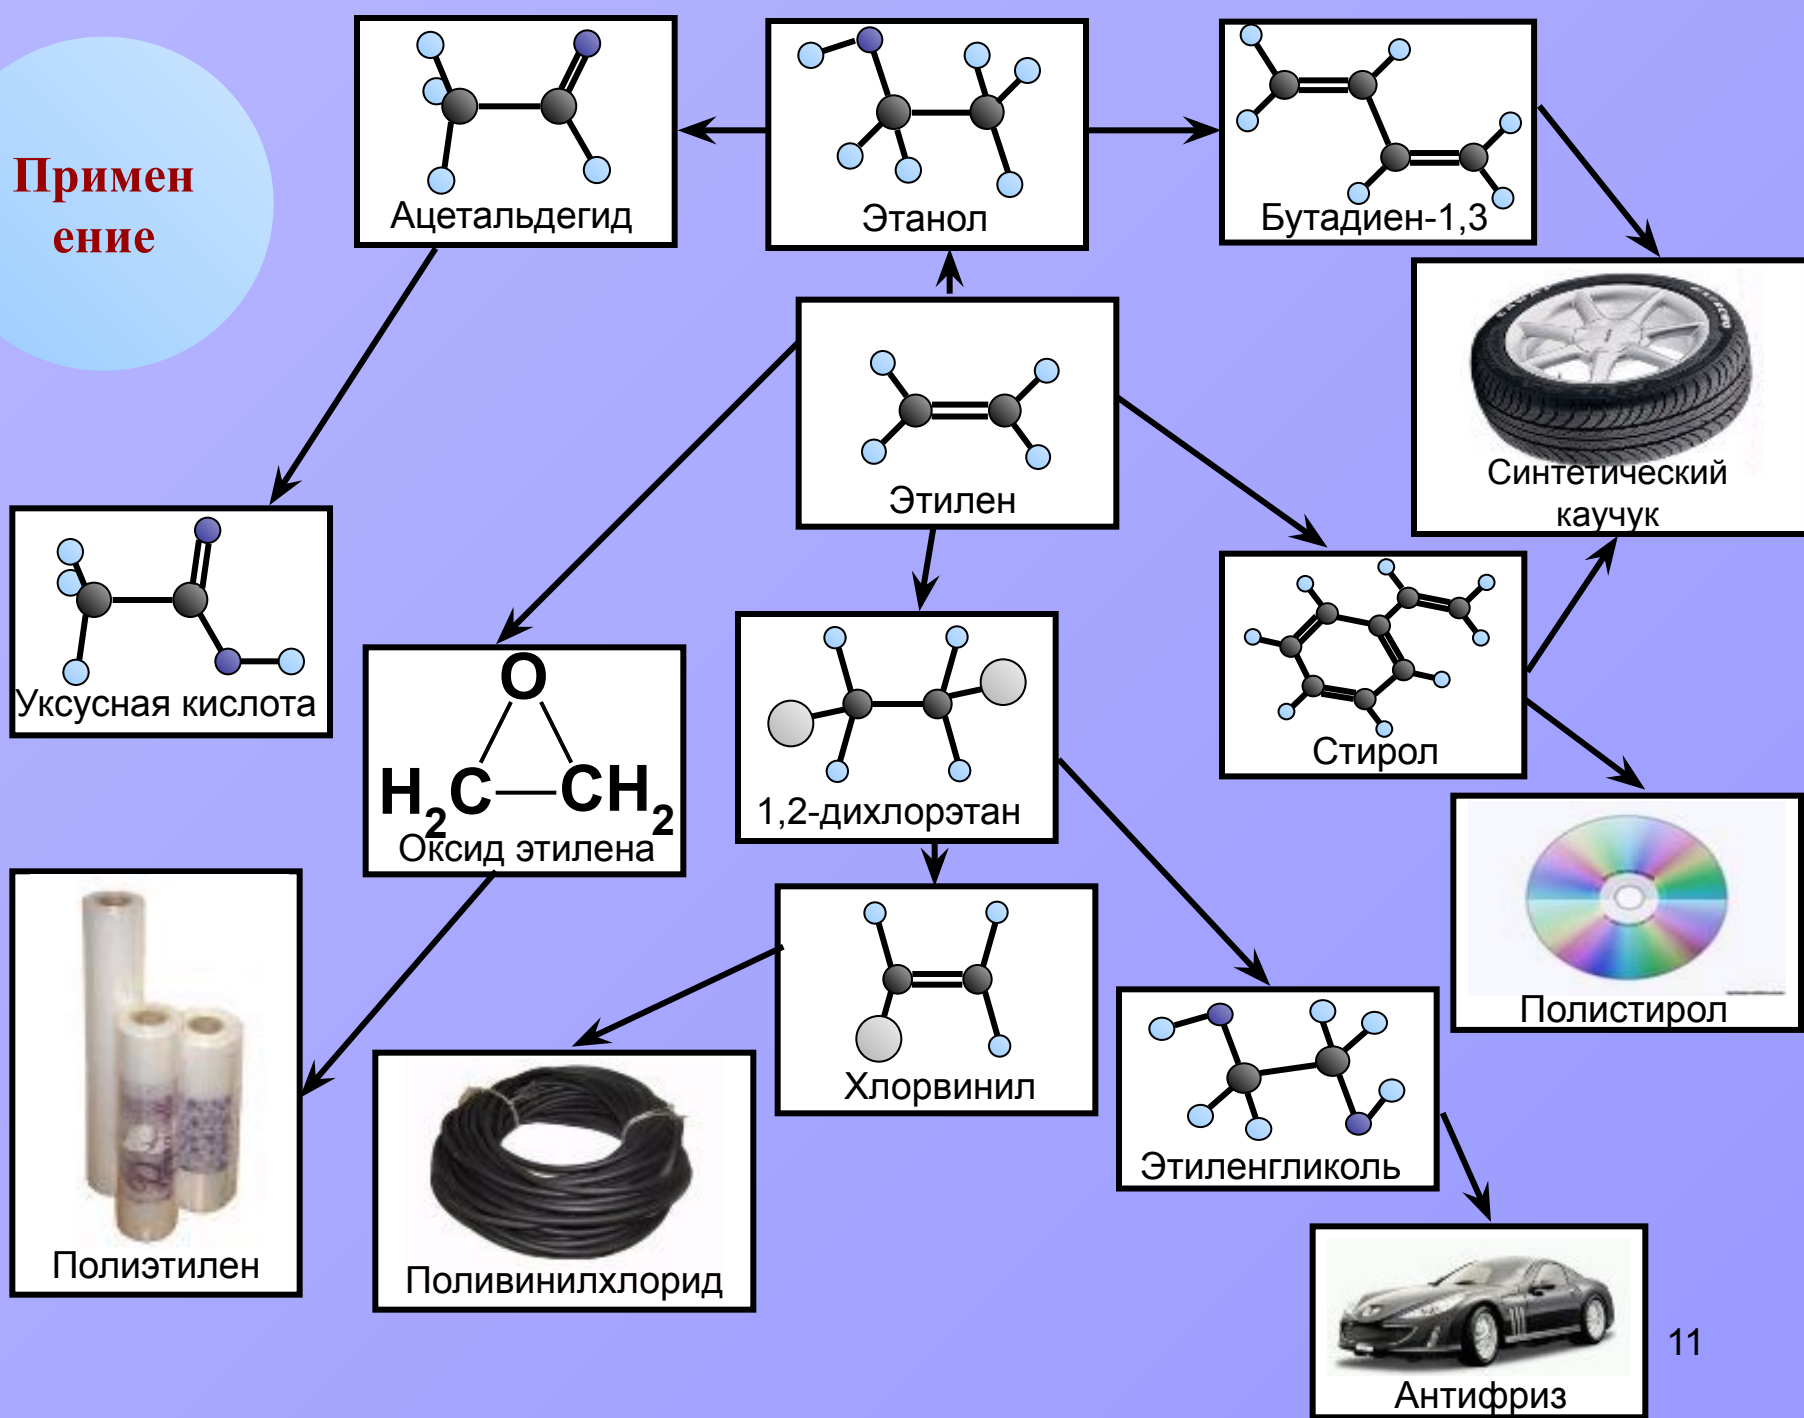 Примен
ение
Ацетальдегид
Этанол
Бутадиен-1,3
Этилен
Синтетический
каучук
Уксусная кислота
O
H2C CH2
Оксид этилена
1,2-дихлорэтан
Стирол
Полистирол
Хлорвинил
Этиленгликоль
Полиэтилен
Поливинилхлорид
Антифриз
11